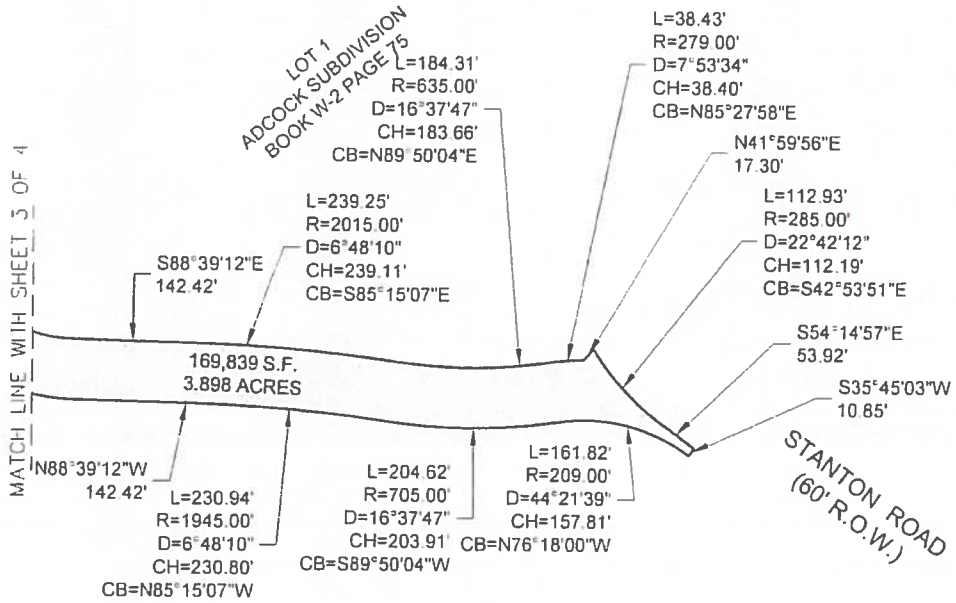 LOT 1
ADCOCK SUBDIVISION
BOOK W-2 PAGE 75
L=184.31'
R=635.00'
D=16°37'47"
CH=183.66'
CB=N89°50'04"E
L=38.43'
R=279.00'
D=7°53'34"
CH=38.40'
CB=N85°27'58"E
N41°59'56"E
17.30'
L=112.93'
R=285.00'
D=22°42'12"
CH=112.19'
CB=S42°53'51"E
L=239.25'
R=2015.00'
D=6°48'10"
CH=239.11'
CB=S85°15'07"E
S88°39'12"E
142.42'
MATCH LINE WITH SHEET 3 OF 4
169,839 S.F.
3.898 ACRES
S54°14'57"E
53.92'
S35°45'03"W
10.85'
STANTON ROAD
(60' R.O.W.)
N88°39'12"W
142.42'
L=230.94'
R=1945.00'
D=6°48'10"
CH=230.80'
CB=N85°15'07"W
L=204.62'
R=705.00'
D=16°37'47"
CH=203.91'
CB=S89°50'04"W
L=161.82'
R=209.00'
D=44°21'39"
CH=157.81'
CB=N76°18'00"W